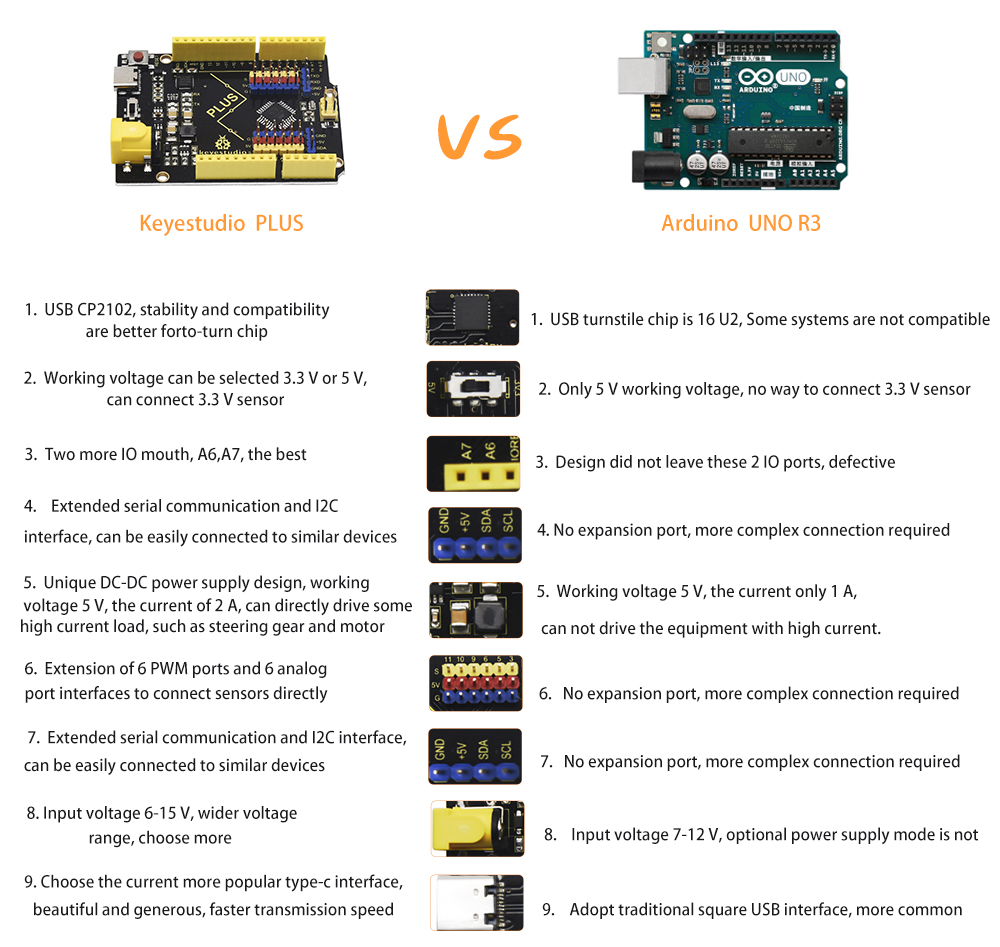 PLUS
keyestudio
ARDUINO
UNO
中国制造
VS
Keyestudio PLUS
Arduino UNO R3
1. USB CP2102, stability and compatibility
are better forto-turn chip
1. USB turnstile chip is 16 U2, Some systems are not compatible
2. Working voltage can be selected 3.3 V or 5 V,
can connect 3.3 V sensor
5V
3V3
2. Only 5 V working voltage, no way to connect 3.3 V sensor
3. Two more IO mouth, A6,A7, the best
A7 A6
3. Design did not leave these 2 IO ports, defective
4. Extended serial communication and I2C
interface, can be easily connected to similar devices
GND +5V SDA SCL
4. No expansion port, more complex connection required
5. Unique DC-DC power supply design, working
voltage 5 V, the current of 2 A, can directly drive some
high current load, such as steering gear and motor
5. Working voltage 5 V, the current only 1 A,
can not drive the equipment with high current.
6. Extension of 6 PWM ports and 6 analog
port interfaces to connect sensors directly
11 10 9 6 5 3
S
5V
G
6. No expansion port, more complex connection required
7. Extended serial communication and I2C interface,
can be easily connected to similar devices
GND +5V SDA SCL
7. No expansion port, more complex connection required
8. Input voltage 6-15 V, wider voltage
range, choose more
8. Input voltage 7-12 V, optional power supply mode is not
9. Choose the current more popular type-c interface,
beautiful and generous, faster transmission speed
9. Adopt traditional square USB interface, more common